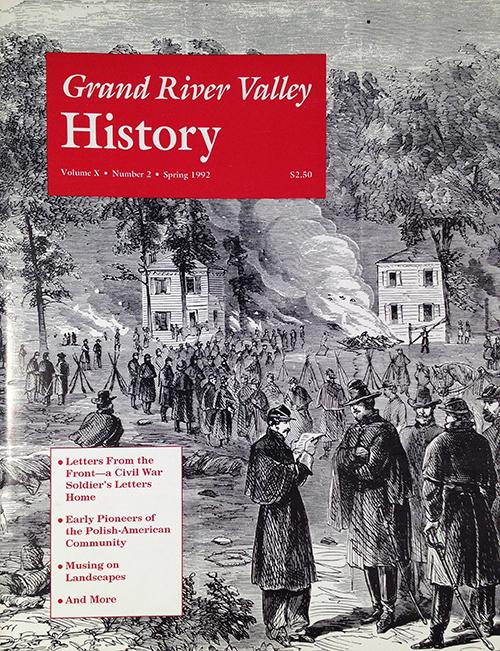 Grand River Valley
History
Volume X • Number 2 • Spring 1992 $2.50
• Letters From the
Front—a Civil War
Soldier's Letters
Home
• Early Pioneers of
the Polish-American
Community
• Musing on
Landscapes
• And More